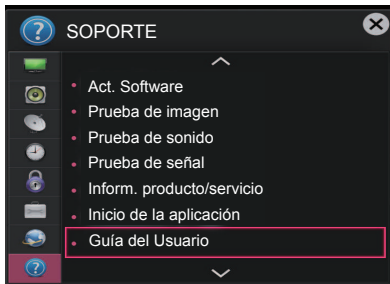 SOPORTE
Act. Software
Prueba de imagen
Prueba de sonido
Prueba de señal
Inform. producto/servicio
Inicio de la aplicación
Guía del Usuario